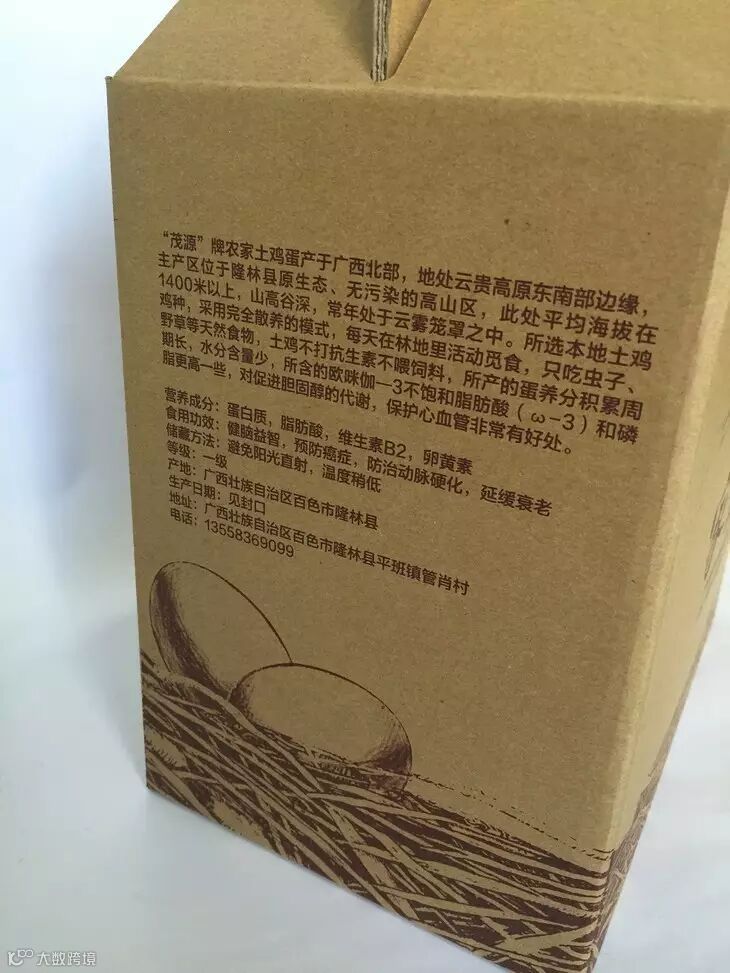 “茂源”牌农家土鸡蛋产于广西北部，地处云贵高原东南部边缘，
主产区位于隆林县原生态、无污染的高山区，此处平均海拔在
1400米以上，山高谷深，常年处于云雾笼罩之中。所选本地土鸡
鸡种，采用完全散养的模式，每天在林地里活动觅食，只吃虫子、
野草等天然食物，土鸡不打抗生素不喂饲料，所产的蛋养分积累周
期长，水分含量少，所含的欧咪伽—3不饱和脂肪酸（ω-3）和磷
脂更高一些，对促进胆固醇的代谢，保护心血管非常有好处。
营养成分：蛋白质，脂肪酸，维生素B2，卵黄素
食用功效：健脑益智，预防癌症，防治动脉硬化，延缓衰老
储藏方法：避免阳光直射，温度稍低
等级：一级
产地：广西壮族自治区百色市隆林县
生产日期：见封口
地址：广西壮族自治区百色市隆林县平班镇管肖村
电话：13558369099
大数跨境